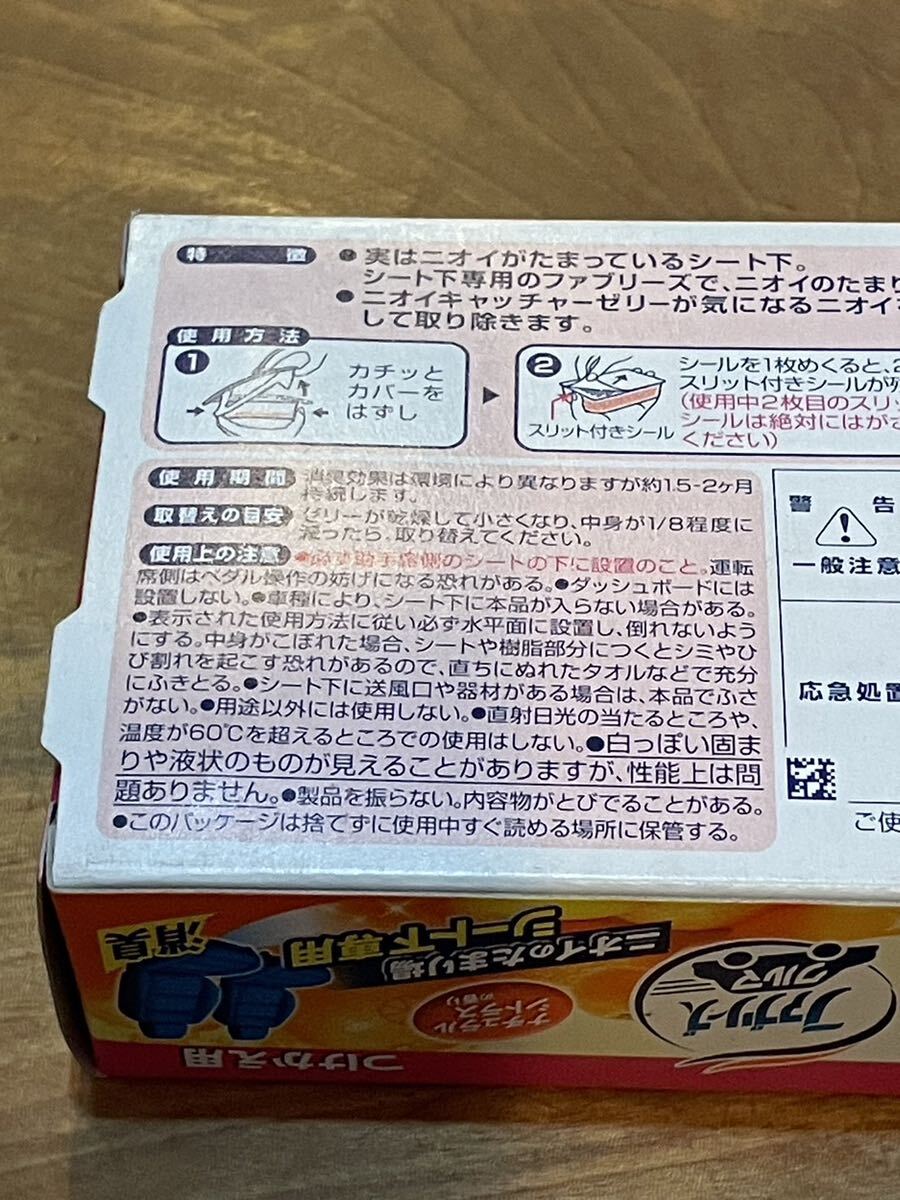 特徴
● 実はニオイがたまっているシート下。
シート下専用のファブリーズで、ニオイのたまり
● ニオイキャッチャーゼリーが気になるニオイを
して取り除きます。
使用方法
1
カチッと
カバーを
はずし
▶
2
シールを1枚めくると、2
スリット付きシールが
(使用中2枚目のスリッ
シールは絶対にはがさ
ください)
スリット付きシール
使用期間 消臭効果は環境により異なりますが約1.5-2ヶ月
持続します。
取替えの目安 ゼリーが乾燥して小さくなり、中身が1/8程度に
減ったら、取り替えてください。
使用上の注意 ●必ず助手席側のシートの下に設置のこと。運転
席側はペダル操作の妨げになる恐れがある。●ダッシュボードには
設置しない。●車種により、シート下に本品が入らない場合がある。
●表示された使用方法に従い必ず水平面に設置し、倒れないよう
にする。中身がこぼれた場合、シートや樹脂部分につくとシミやひ
び割れを起こす恐れがあるので、直ちにぬれたタオルなどで充分
にふきとる。●シート下に送風口や器材がある場合は、本品でふさ
がない。●用途以外には使用しない。●直射日光の当たるところや、
温度が60℃を超えるところでの使用はしない。●白っぽい固ま
りや液状のものが見えることがありますが、性能上は問
題ありません。●製品を振らない。内容物がとびでることがある。
●このパッケージは捨てずに使用中すぐ読める場所に保管する。
警告
一般注意
応急処置
ご使
消臭
ニオイのたまり場
シート下専用
ナチュラル
シトラス
の香り
クルマ
ファブリーズ
つけかえ用